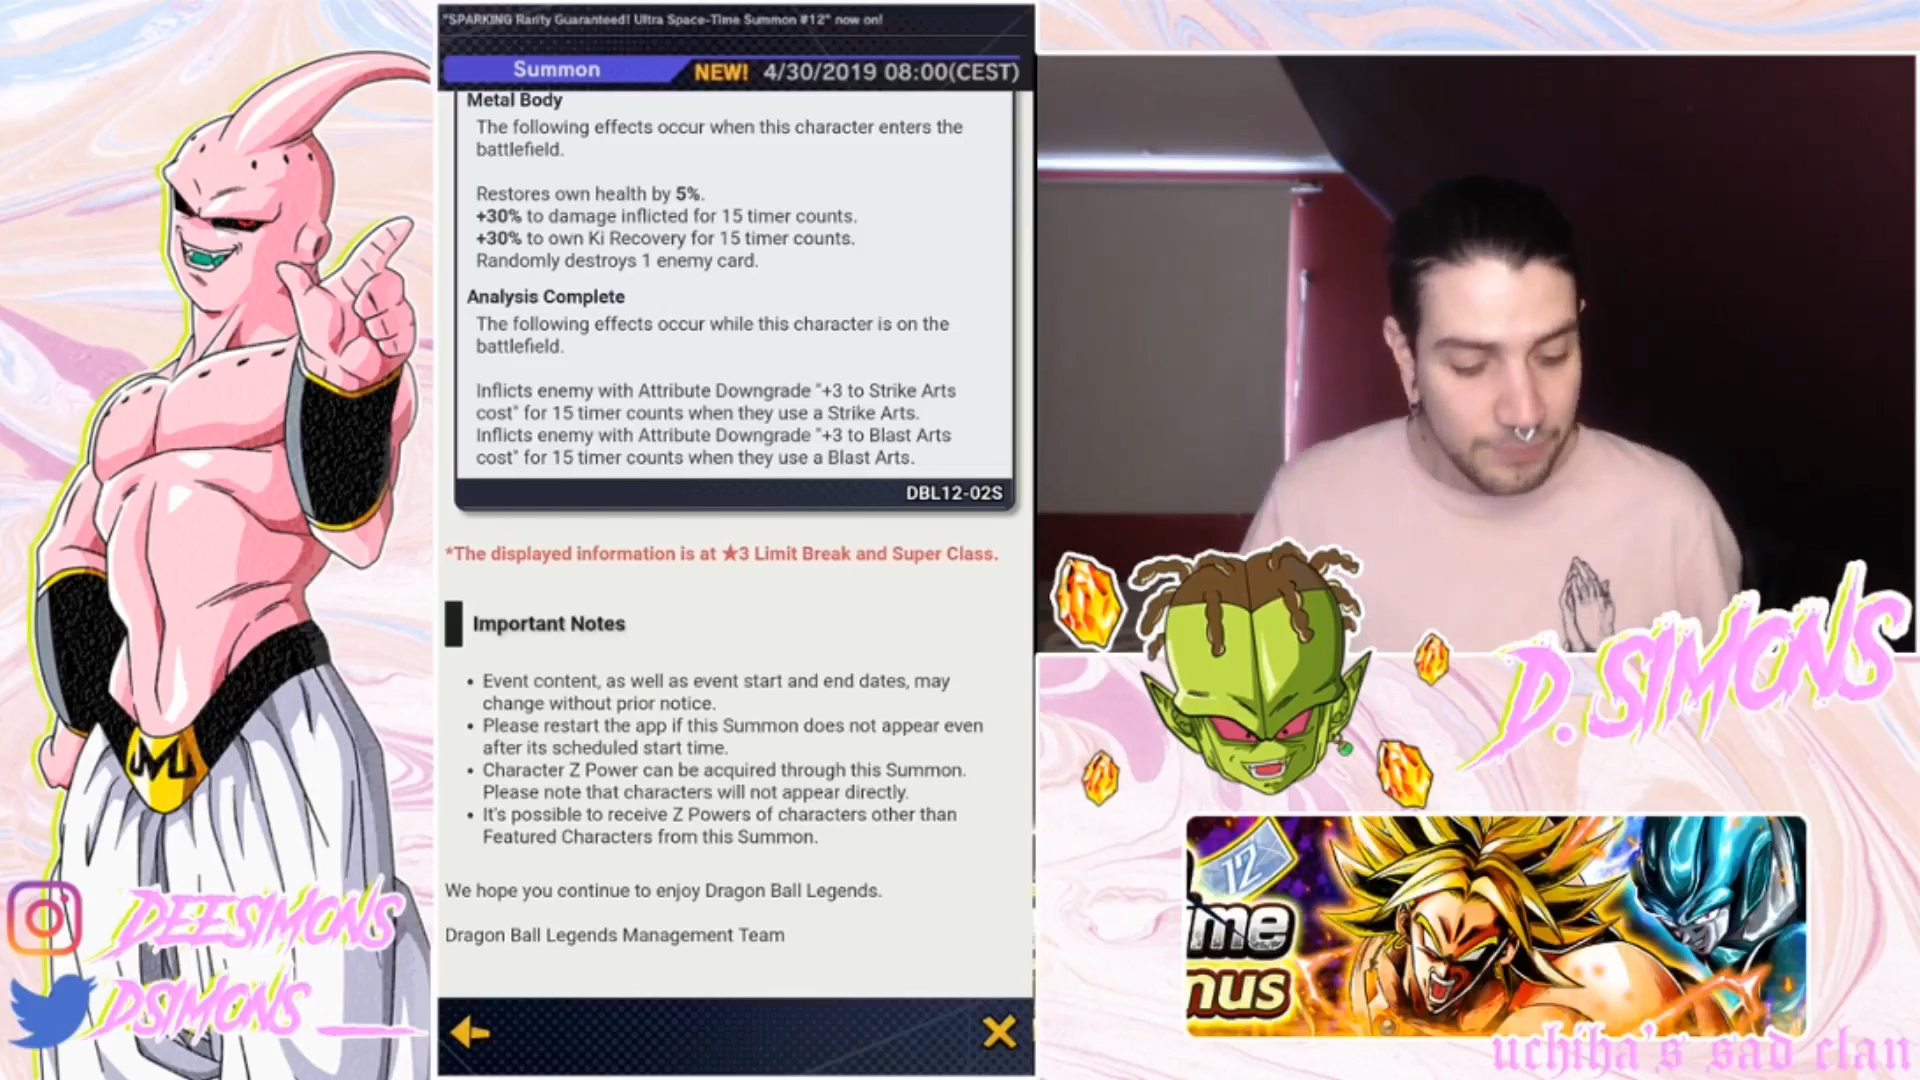 "SPARKING Rarity Guaranteed! Ultra Space-Time Summon #12" now on!
Summon
NEW! 4/30/2019 08:00(CEST)
Metal Body
The following effects occur when this character enters the
battlefield.
Restores own health by 5%.
+30% to damage inflicted for 15 timer counts.
+30% to own Ki Recovery for 15 timer counts.
Randomly destroys 1 enemy card.
Analysis Complete
The following effects occur while this character is on the
battlefield.
Inflicts enemy with Attribute Downgrade "+3 to Strike Arts
cost" for 15 timer counts when they use a Strike Arts.
Inflicts enemy with Attribute Downgrade "+3 to Blast Arts
cost" for 15 timer counts when they use a Blast Arts.
DBL12-02S
*The displayed information is at ★3 Limit Break and Super Class.
Important Notes
• Event content, as well as event start and end dates, may
change without prior notice.
• Please restart the app if this Summon does not appear even
after its scheduled start time.
• Character Z Power can be acquired through this Summon.
Please note that characters will not appear directly.
• It's possible to receive Z Powers of characters other than
Featured Characters from this Summon.
We hope you continue to enjoy Dragon Ball Legends.
Dragon Ball Legends Management Team
M
DEESIMONS
DSIMONS__
D. SIMONS
12
me
nus
uchiha's sad clan